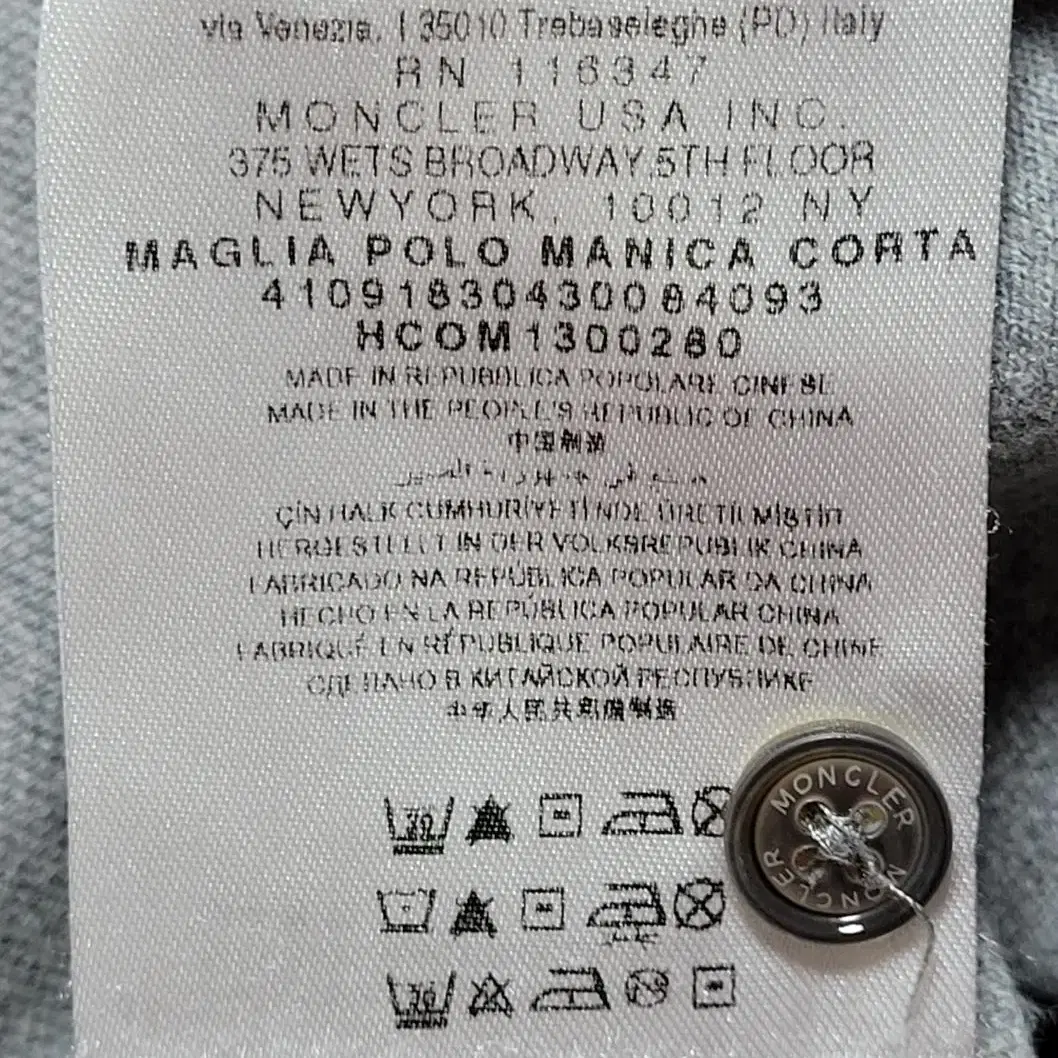 via Venezia, I 35010 Trebaseleghe (PD) Italy
RN 116347
MONCLER USA INC.
375 WETS BROADWAY.5TH FLOOR
NEWYORK, 10012 NY
MAGLIA POLO MANICA CORTA
41091830430084093
HCOM1300280
MADE IN REPUBBLICA POPOLARE CINESE
MADE IN THE PEOPLE'S REPUBLIC OF CHINA
中国制造
ÇİN HALK CUMHURİYETİNDE ÜRETİLMİŞTİR
HERGESTELLT IN DER VOLKSREPUBLIK CHINA
FABRICADO NA REPÚBLICA POPULAR DA CHINA
HECHO EN LA REPÚBLICA POPULAR CHINA
FABRIQUÉ EN RÉPUBLIQUE POPULAIRE DE CHINE
СДЕЛАНО В КИТАЙСКОЙ РЕСПУБЛИКЕ
中华人民共和國製造
30
MONCLER
MONCLER
30